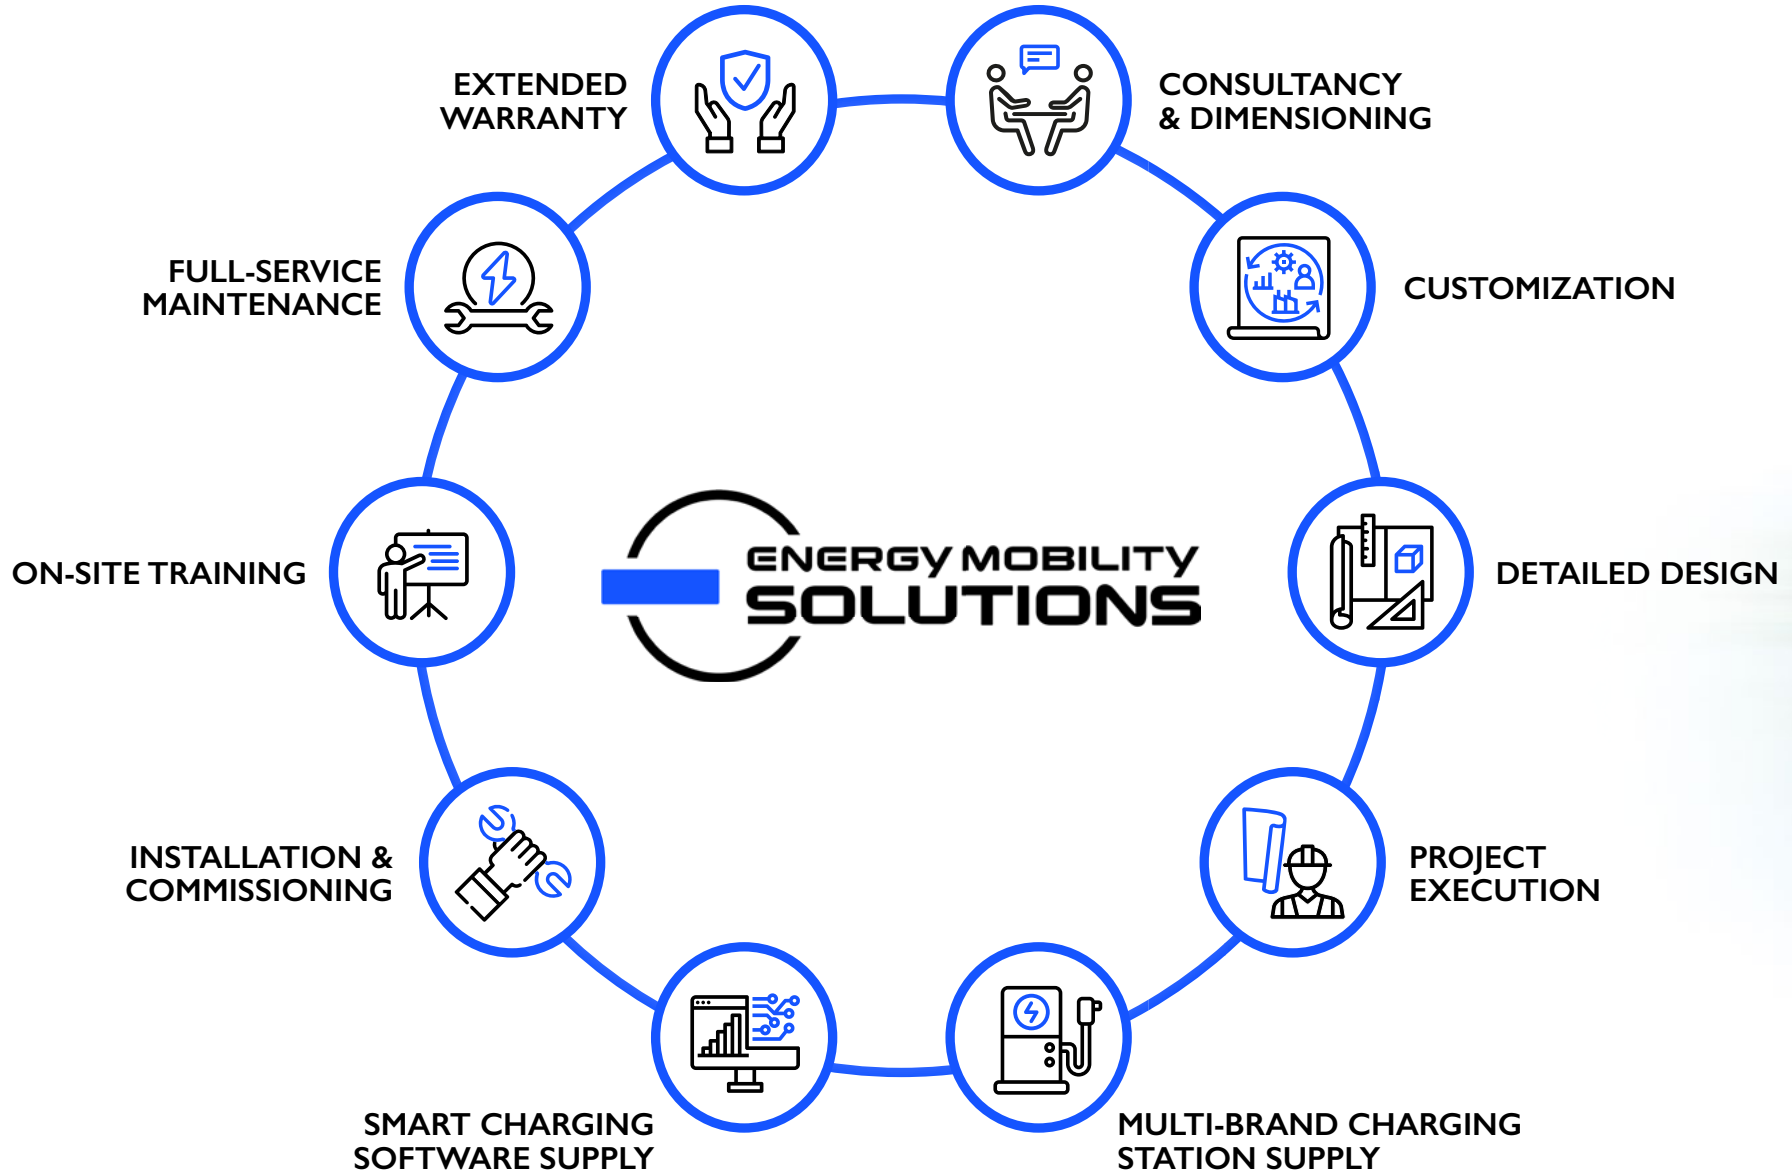 EXTENDED
WARRANTY
CONSULTANCY
& DIMENSIONING
CUSTOMIZATION
DETAILED DESIGN
PROJECT
EXECUTION
MULTI-BRAND CHARGING
STATION SUPPLY
SMART CHARGING
SOFTWARE SUPPLY
INSTALLATION &
COMMISSIONING
ON-SITE TRAINING
FULL-SERVICE
MAINTENANCE
ENERGY MOBILITY
SOLUTIONS